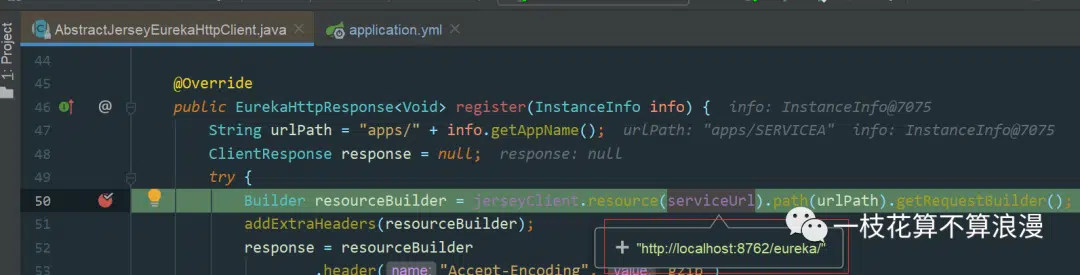 AbstractJerseyEurekaHttpClient.java application.yml
1: Project
44
45 @Override
46 @ public EurekaHttpResponse<Void> register(InstanceInfo info) { info: InstanceInfo@7075
47 String urlPath = "apps/" + info.getAppName(); urlPath: "apps/SERVICEA" info: InstanceInfo@7075
48 ClientResponse response = null; response: null
49 try {
50 Builder resourceBuilder = jerseyClient.resource(serviceUrl).path(urlPath).getRequestBuilder();
51 addExtraHeaders(resourceBuilder);
一枝花算不算浪漫
52 response = resourceBuilder
+ "http://localhost:8762/eureka/"
53 .header( name: "Accept-Encoding", value: "gzip")